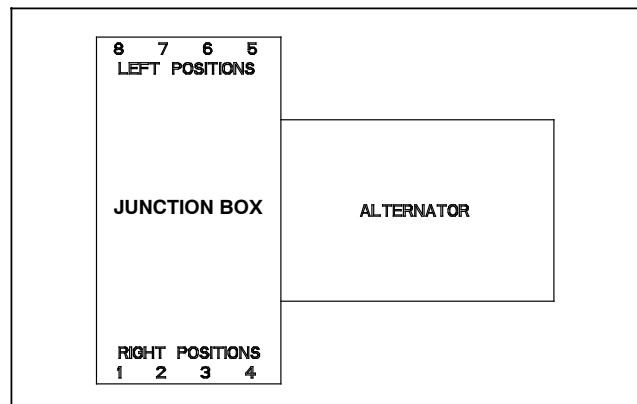 8 7 6 5
LEFT POSITIONS
JUNCTION BOX
ALTERNATOR
RIGHT POSITIONS
1 2 3 4